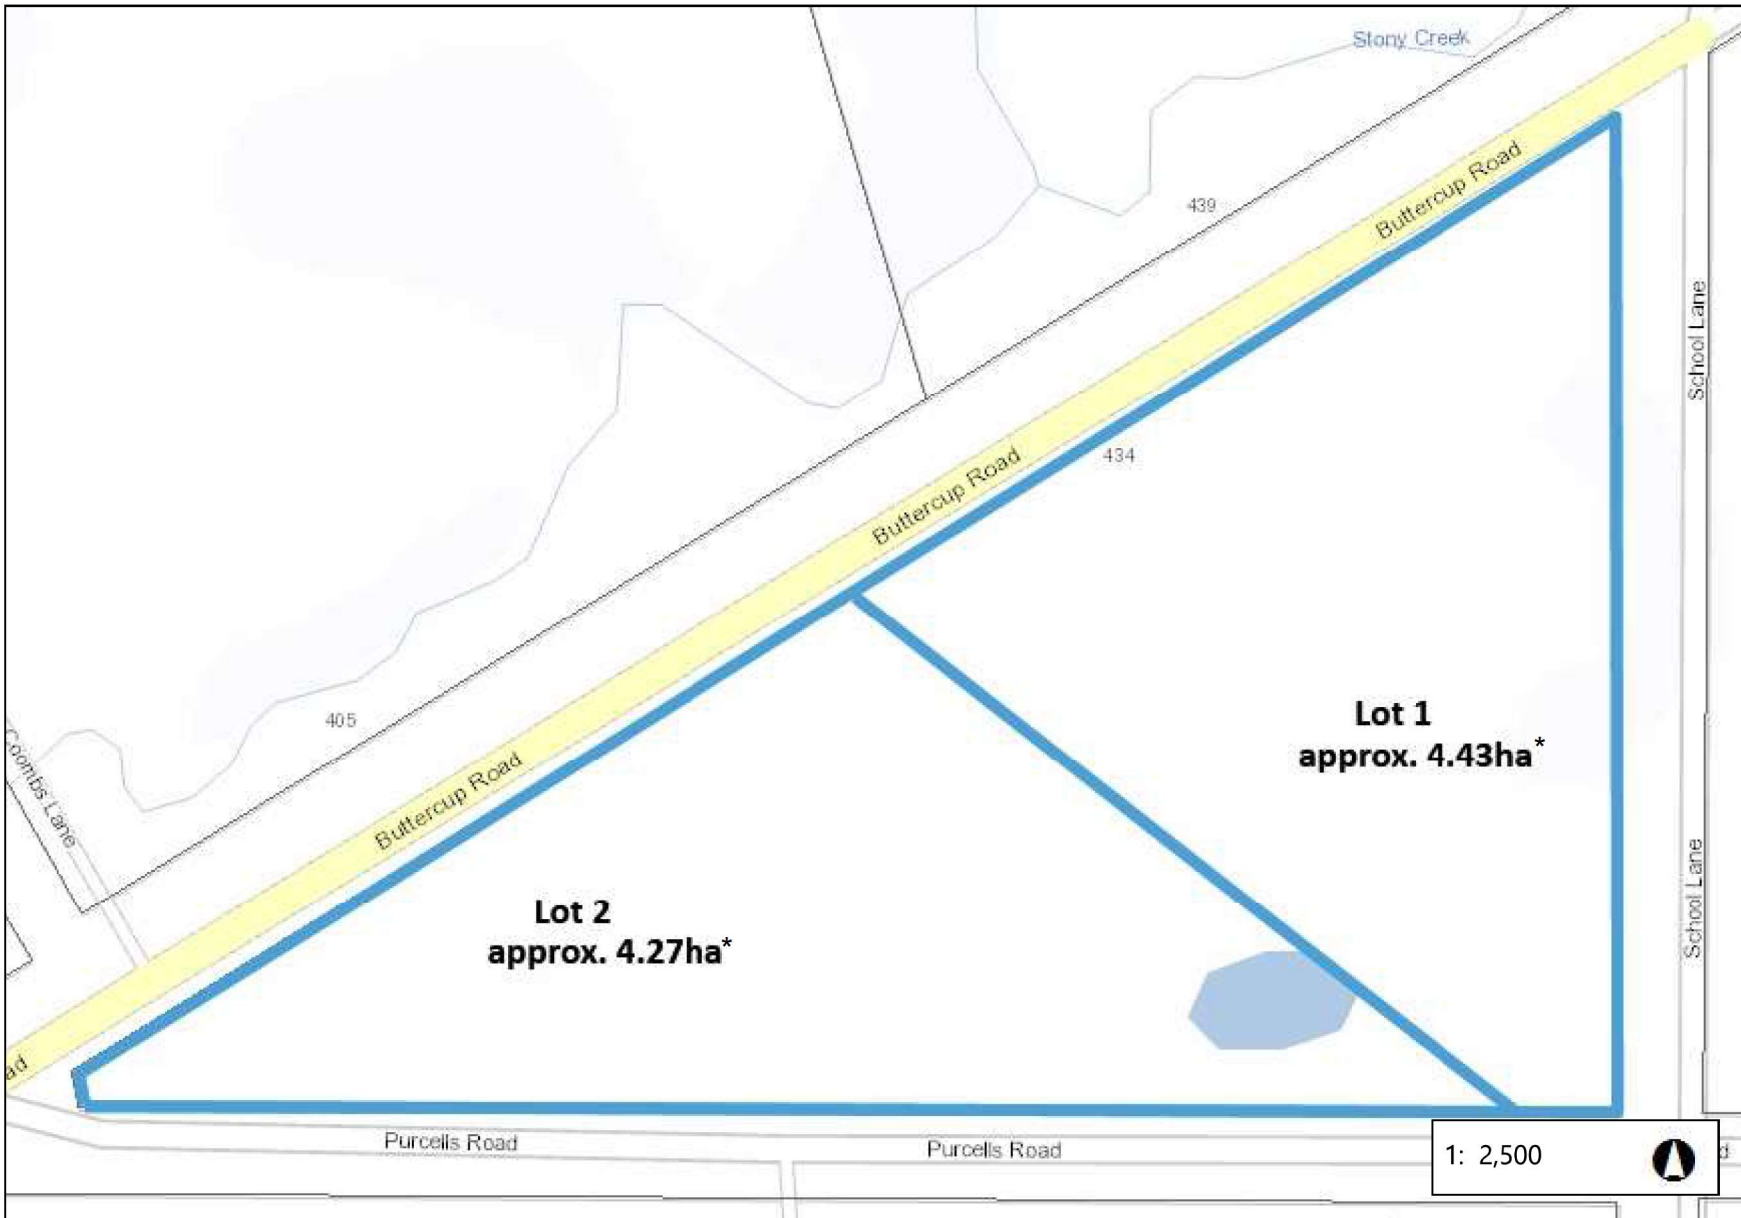 Stony Creek
Buttercup Road
439
School Lane
434
Buttercup Road
Lot 1
approx. 4.43ha*
405
Coombs Lane
Buttercup Road
School Lane
Lot 2
approx. 4.27ha*
ad
Purcells Road
Purcells Road
1: 2,500
d